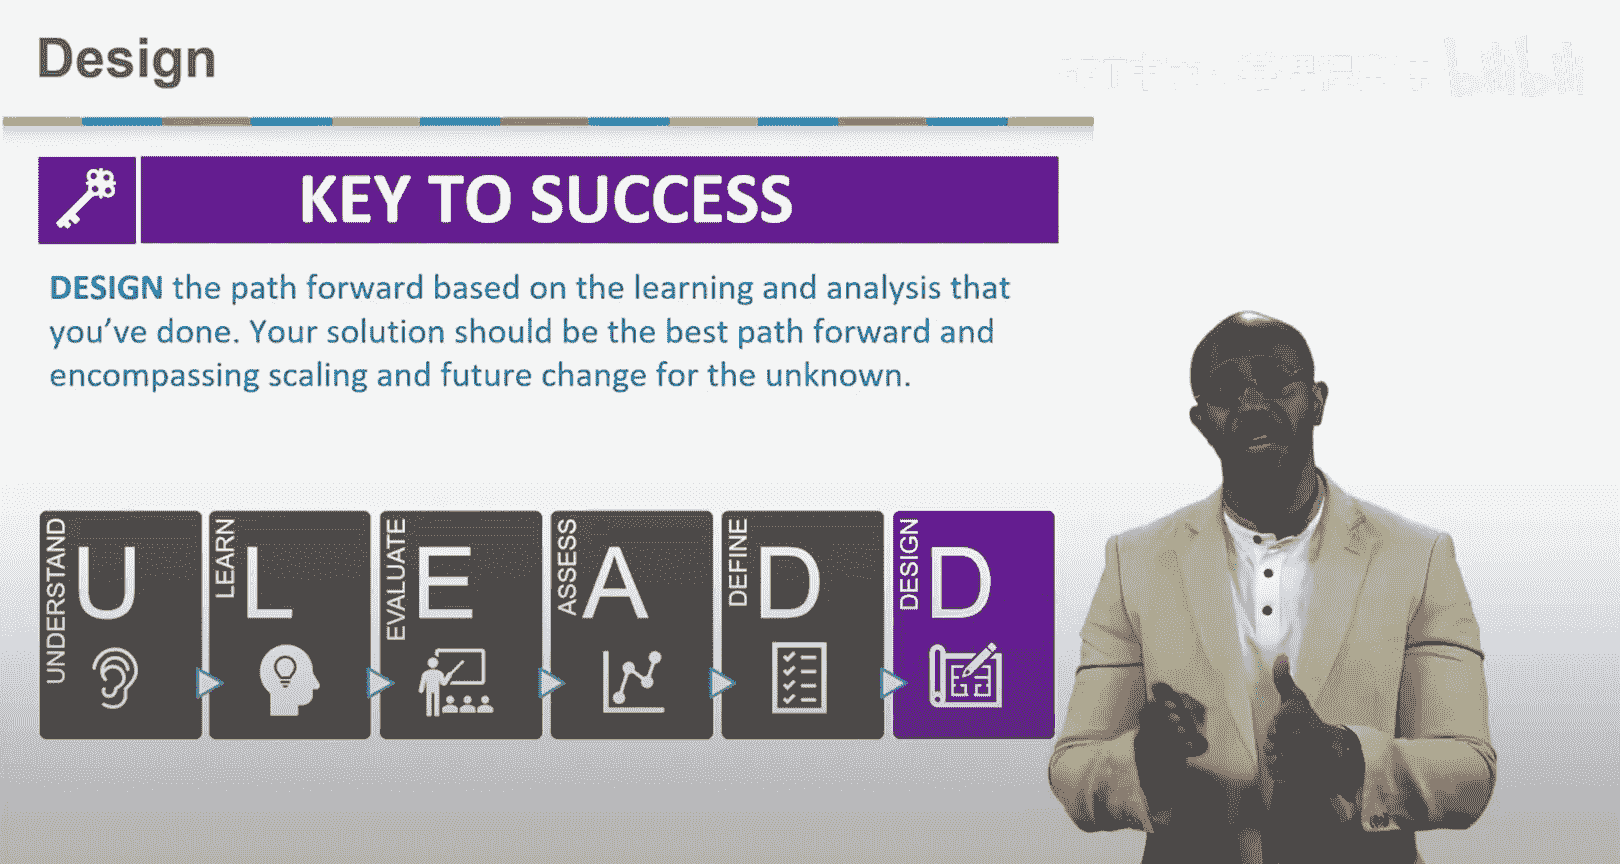 Design
KEY TO SUCCESS
DESIGN the path forward based on the learning and analysis that
you've done. Your solution should be the best path forward and
encompassing scaling and future change for the unknown.
UNDERSTAND
U
LEARN
L
EVALUATE
E
ASSESS
A
DEFINE
D
DESIGN
D
bilibili